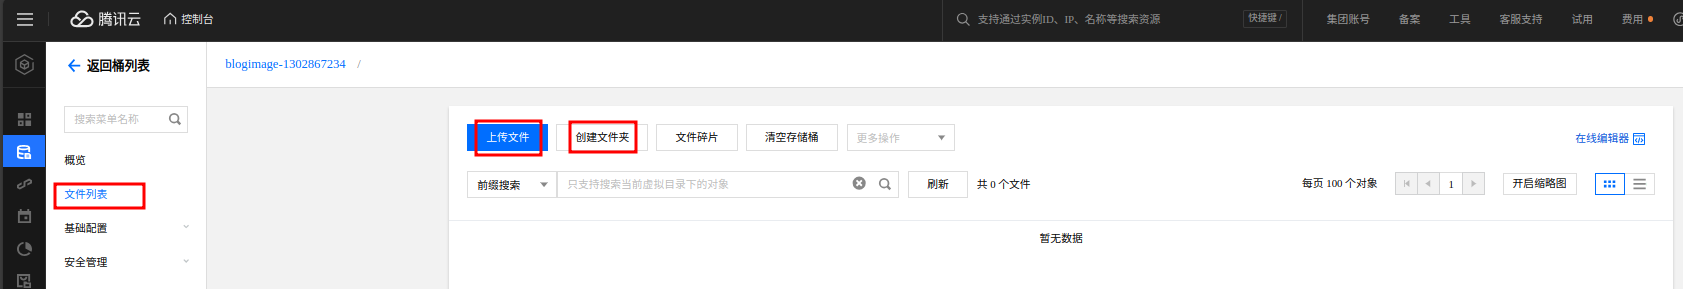 腾讯云 控制台 支持通过实例ID、IP、名称等搜索资源 快捷键 / 集团账号 备案 工具 客服支持 试用 费用
返回桶列表 blogimage-1302867234 /
搜索菜单名称
上传文件 创建文件夹 文件碎片 清空存储桶 更多操作 在线编辑器
概览
前缀搜索 只支持搜索当前虚拟目录下的对象 刷新 共 0 个文件 每页 100 个对象 1 开启缩略图
文件列表
基础配置
暂无数据
安全管理